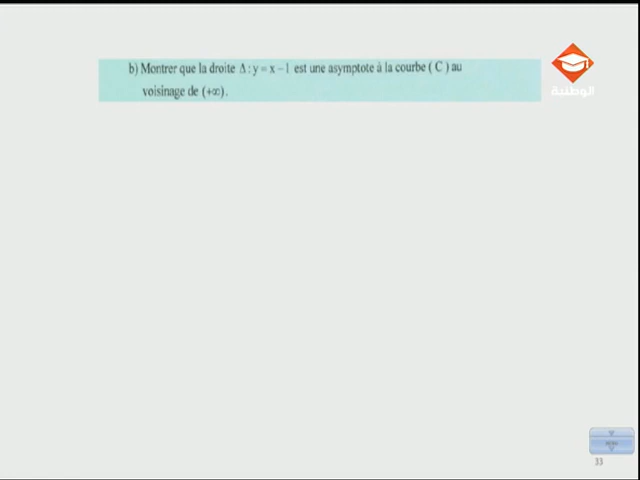 b) Montrer que la droite Δ : y = x − 1 est une asymptote à la courbe ( C ) au
voisinage de (+∞).
الوطنية
33